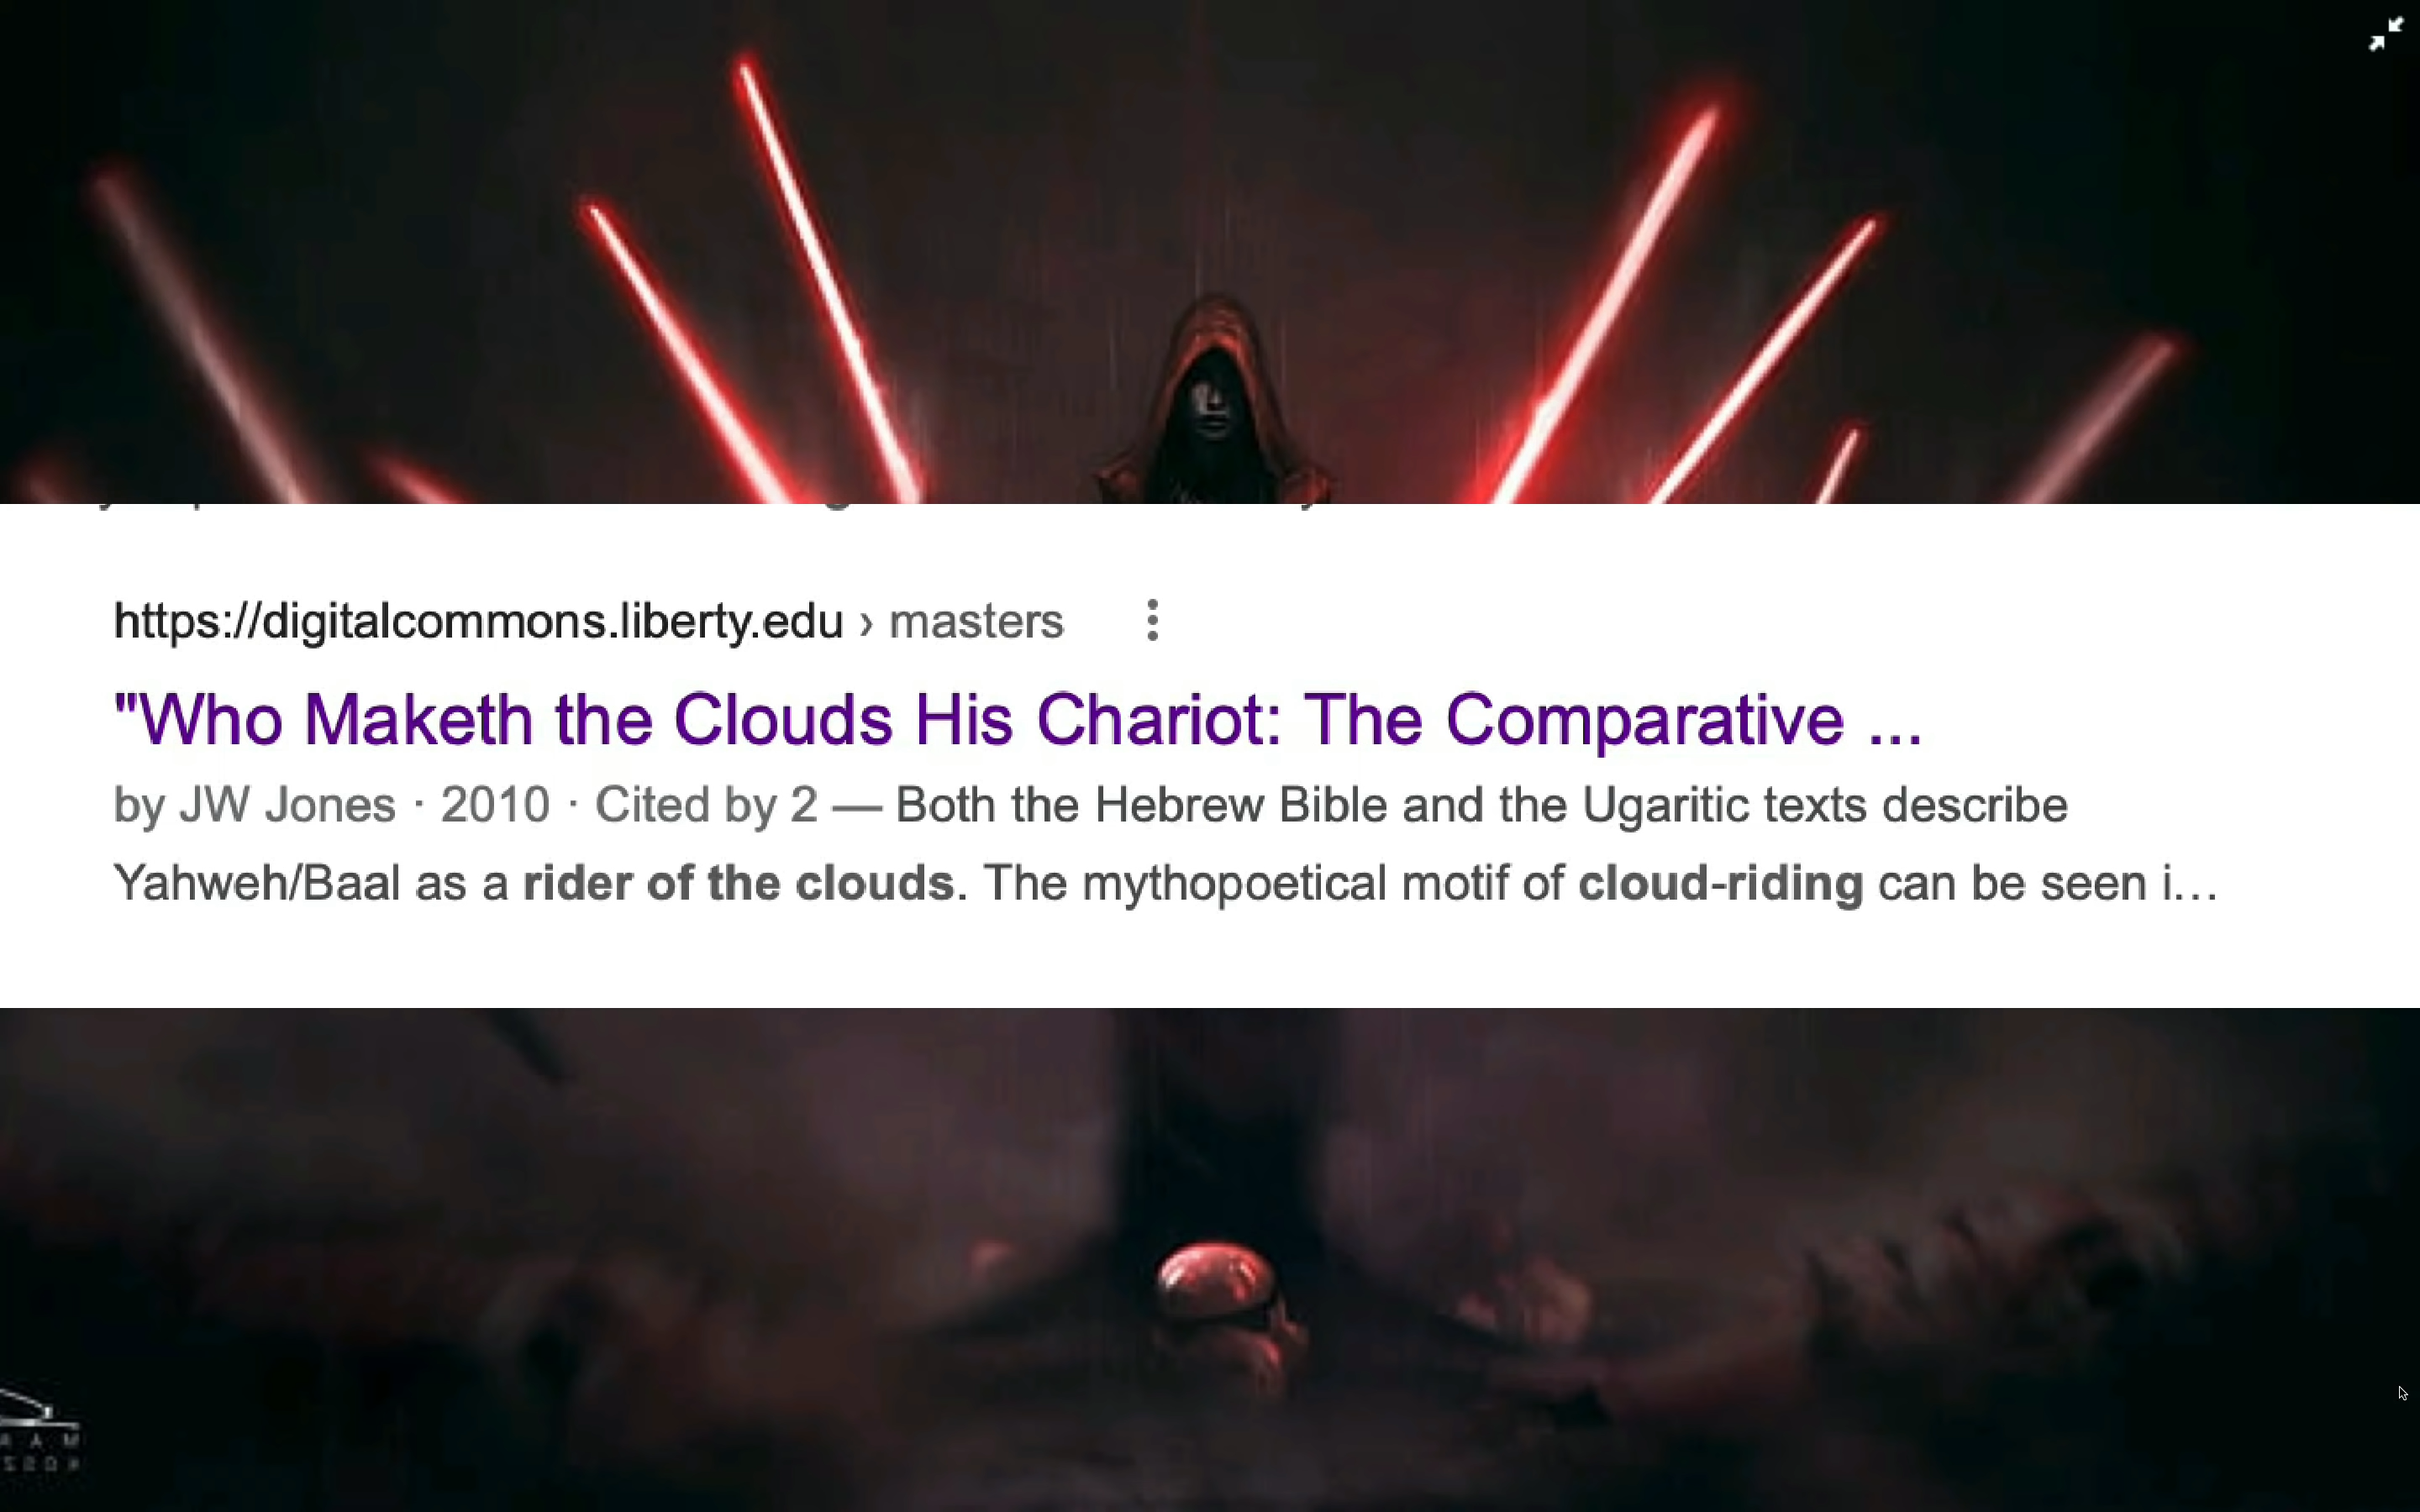 https://digitalcommons.liberty.edu › masters
"Who Maketh the Clouds His Chariot: The Comparative ...
by JW Jones · 2010 · Cited by 2 — Both the Hebrew Bible and the Ugaritic texts describe
Yahweh/Baal as a rider of the clouds. The mythopoetical motif of cloud-riding can be seen i...